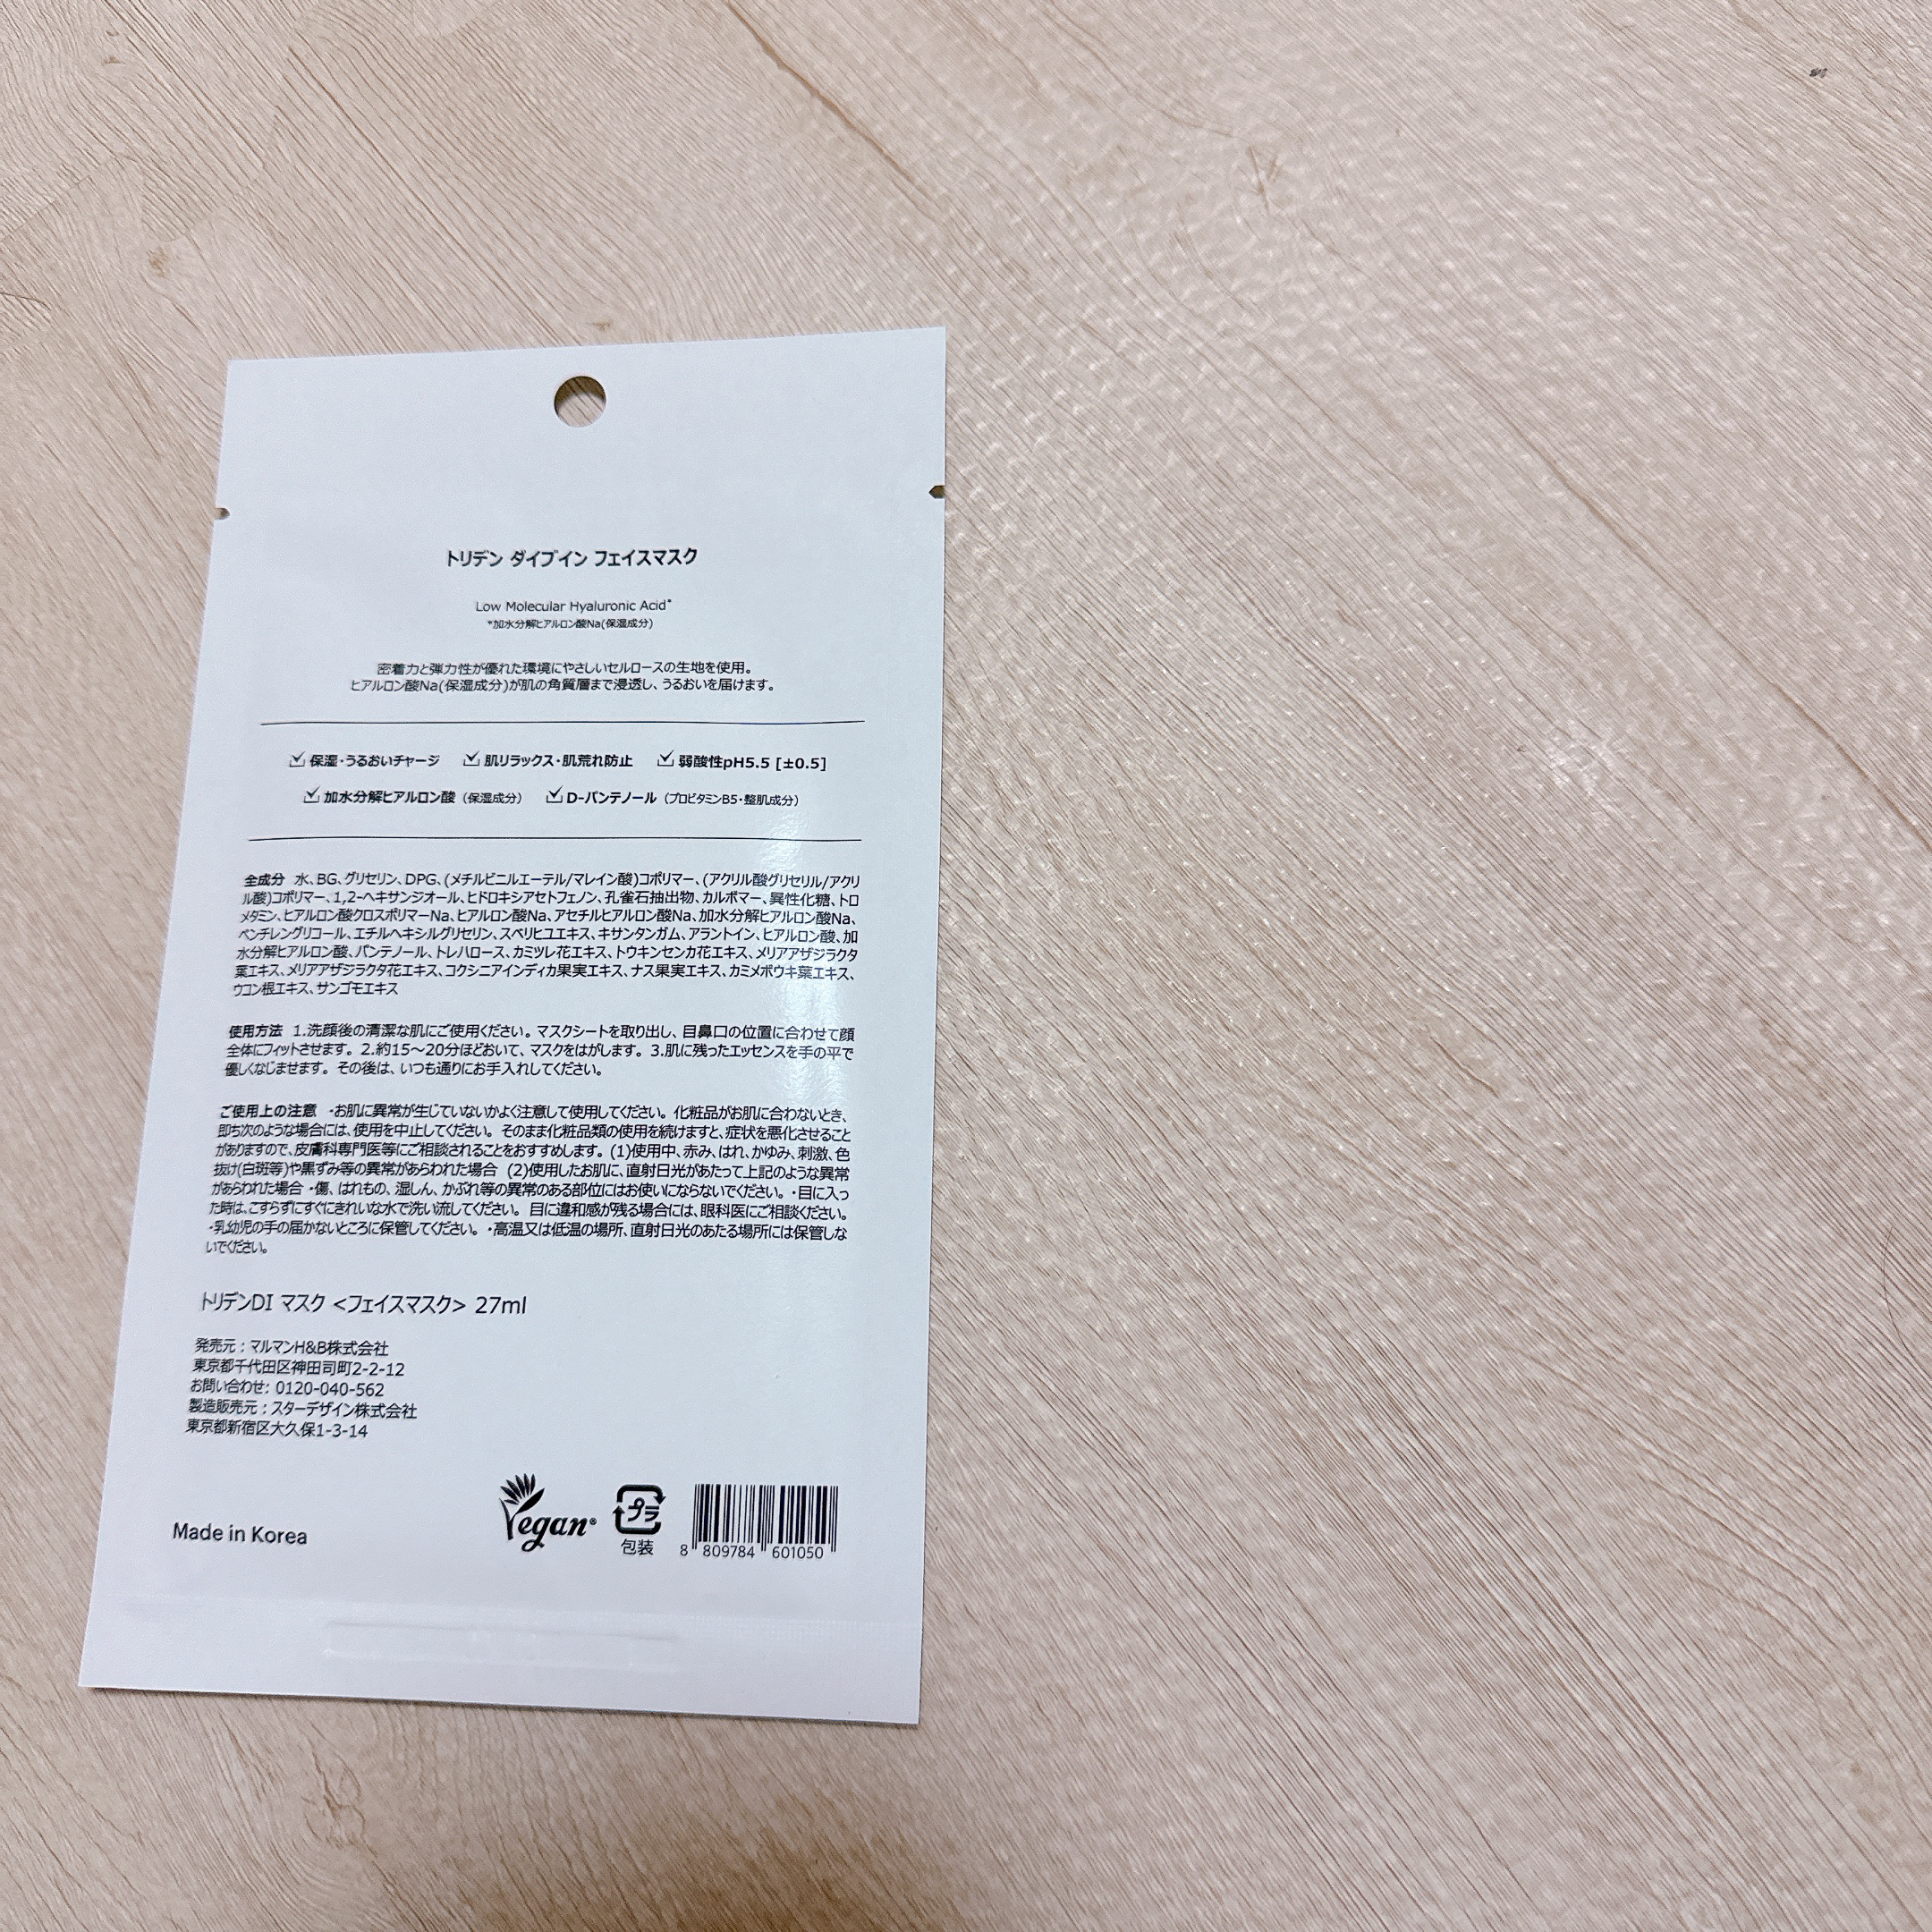 トリデン ダイブイン フェイスマスク
Low Molecular Hyaluronic Acid*
*加水分解ヒアルロン酸Na(保湿成分)
密着力と弾力性が優れた環境にやさしいセルロースの生地を使用。
ヒアルロン酸Na(保湿成分)が肌の角質層まで浸透し、うるおいを届けます。
保湿・うるおいチャージ 肌リラックス・肌荒れ防止 弱酸性pH5.5 [±0.5]
加水分解ヒアルロン酸（保湿成分） D-パンテノール（プロビタミンB5・整肌成分）
全成分 水、BG、グリセリン、DPG、(メチルビニルエーテル/マレイン酸)コポリマー、(アクリル酸グリセリル/アクリ
ル酸)コポリマー、1,2-ヘキサンジオール、ヒドロキシアセトフェノン、孔雀石抽出物、カルボマー、異性化糖、トロ
メタミン、ヒアルロン酸クロスポリマーNa、ヒアルロン酸Na、アセチルヒアルロン酸Na、加水分解ヒアルロン酸Na、
ペンチレングリコール、エチルヘキシルグリセリン、スベリヒユエキス、キサンタンガム、アラントイン、ヒアルロン酸、加
水分解ヒアルロン酸、パンテノール、トレハロース、カミツレ花エキス、トウキンセンカ花エキス、メリアアザジラクタ
葉エキス、メリアアザジラクタ花エキス、コクシニアインディカ果実エキス、ナス果実エキス、カミメボウキ葉エキス、
ウコン根エキス、サンゴモエキス
使用方法 1.洗顔後の清潔な肌にご使用ください。マスクシートを取り出し、目鼻口の位置に合わせて顔
全体にフィットさせます。2.約15～20分ほどおいて、マスクをはがします。3.肌に残ったエッセンスを手の平で
優しくなじませます。その後は、いつも通りにお手入れしてください。
ご使用上の注意 ・お肌に異常が生じていないかよく注意して使用してください。化粧品がお肌に合わないとき、
即ち次のような場合には、使用を中止してください。そのまま化粧品類の使用を続けますと、症状を悪化させること
がありますので、皮膚科専門医等にご相談されることをおすすめします。(1)使用中、赤み、はれ、かゆみ、刺激、色
抜け(白斑等)や黒ずみ等の異常があらわれた場合 (2)使用したお肌に、直射日光があたって上記のような異常
があらわれた場合 ・傷、はれもの、湿しん、かぶれ等の異常のある部位にはお使いにならないでください。・目に入っ
た時は、こすらずにすぐにきれいな水で洗い流してください。目に違和感が残る場合には、眼科医にご相談ください。
・乳幼児の手の届かないところに保管してください。・高温又は低温の場所、直射日光のあたる場所には保管しな
いでください。
トリデンDI マスク <フェイスマスク> 27ml
発売元：マルマンH&B株式会社
東京都千代田区神田司町2-2-12
お問い合わせ: 0120-040-562
製造販売元：スターデザイン株式会社
東京都新宿区大久保1-3-14
Made in Korea
Vegan®
プラ
包装
8 809784 601050